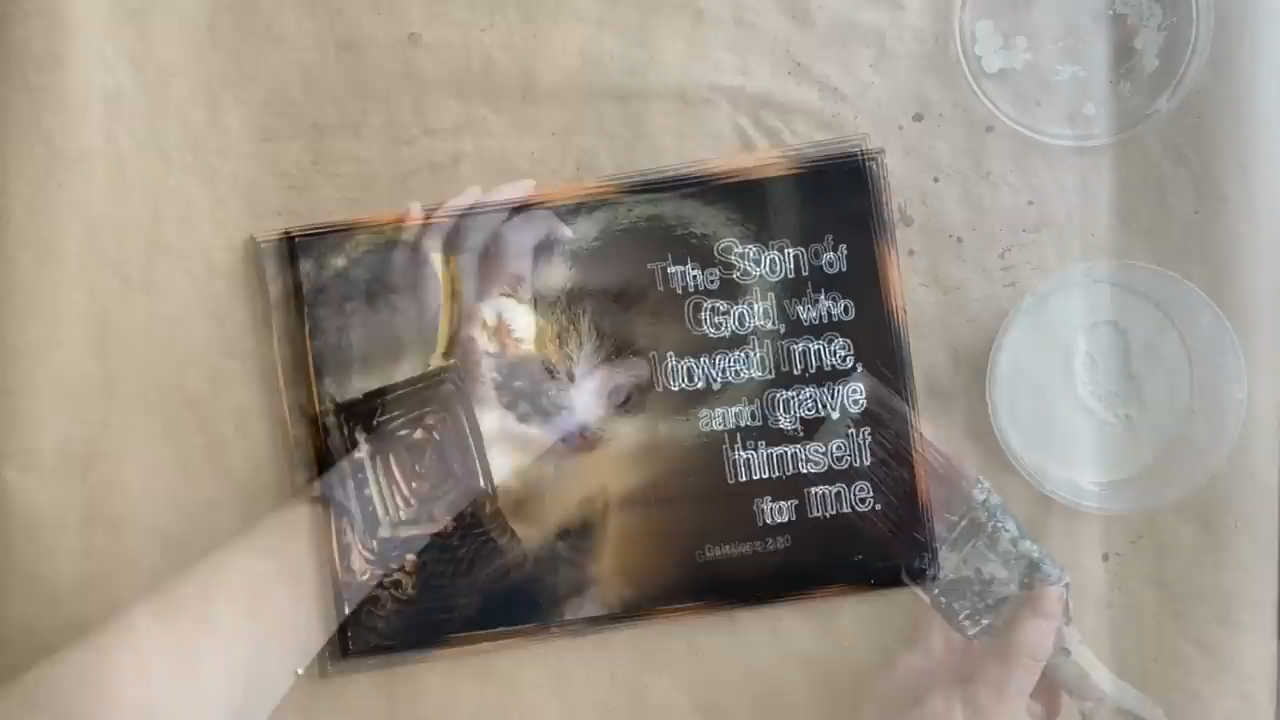 The Son of
God, who
loved me,
and gave
himself
for me.
Galatians 2:20